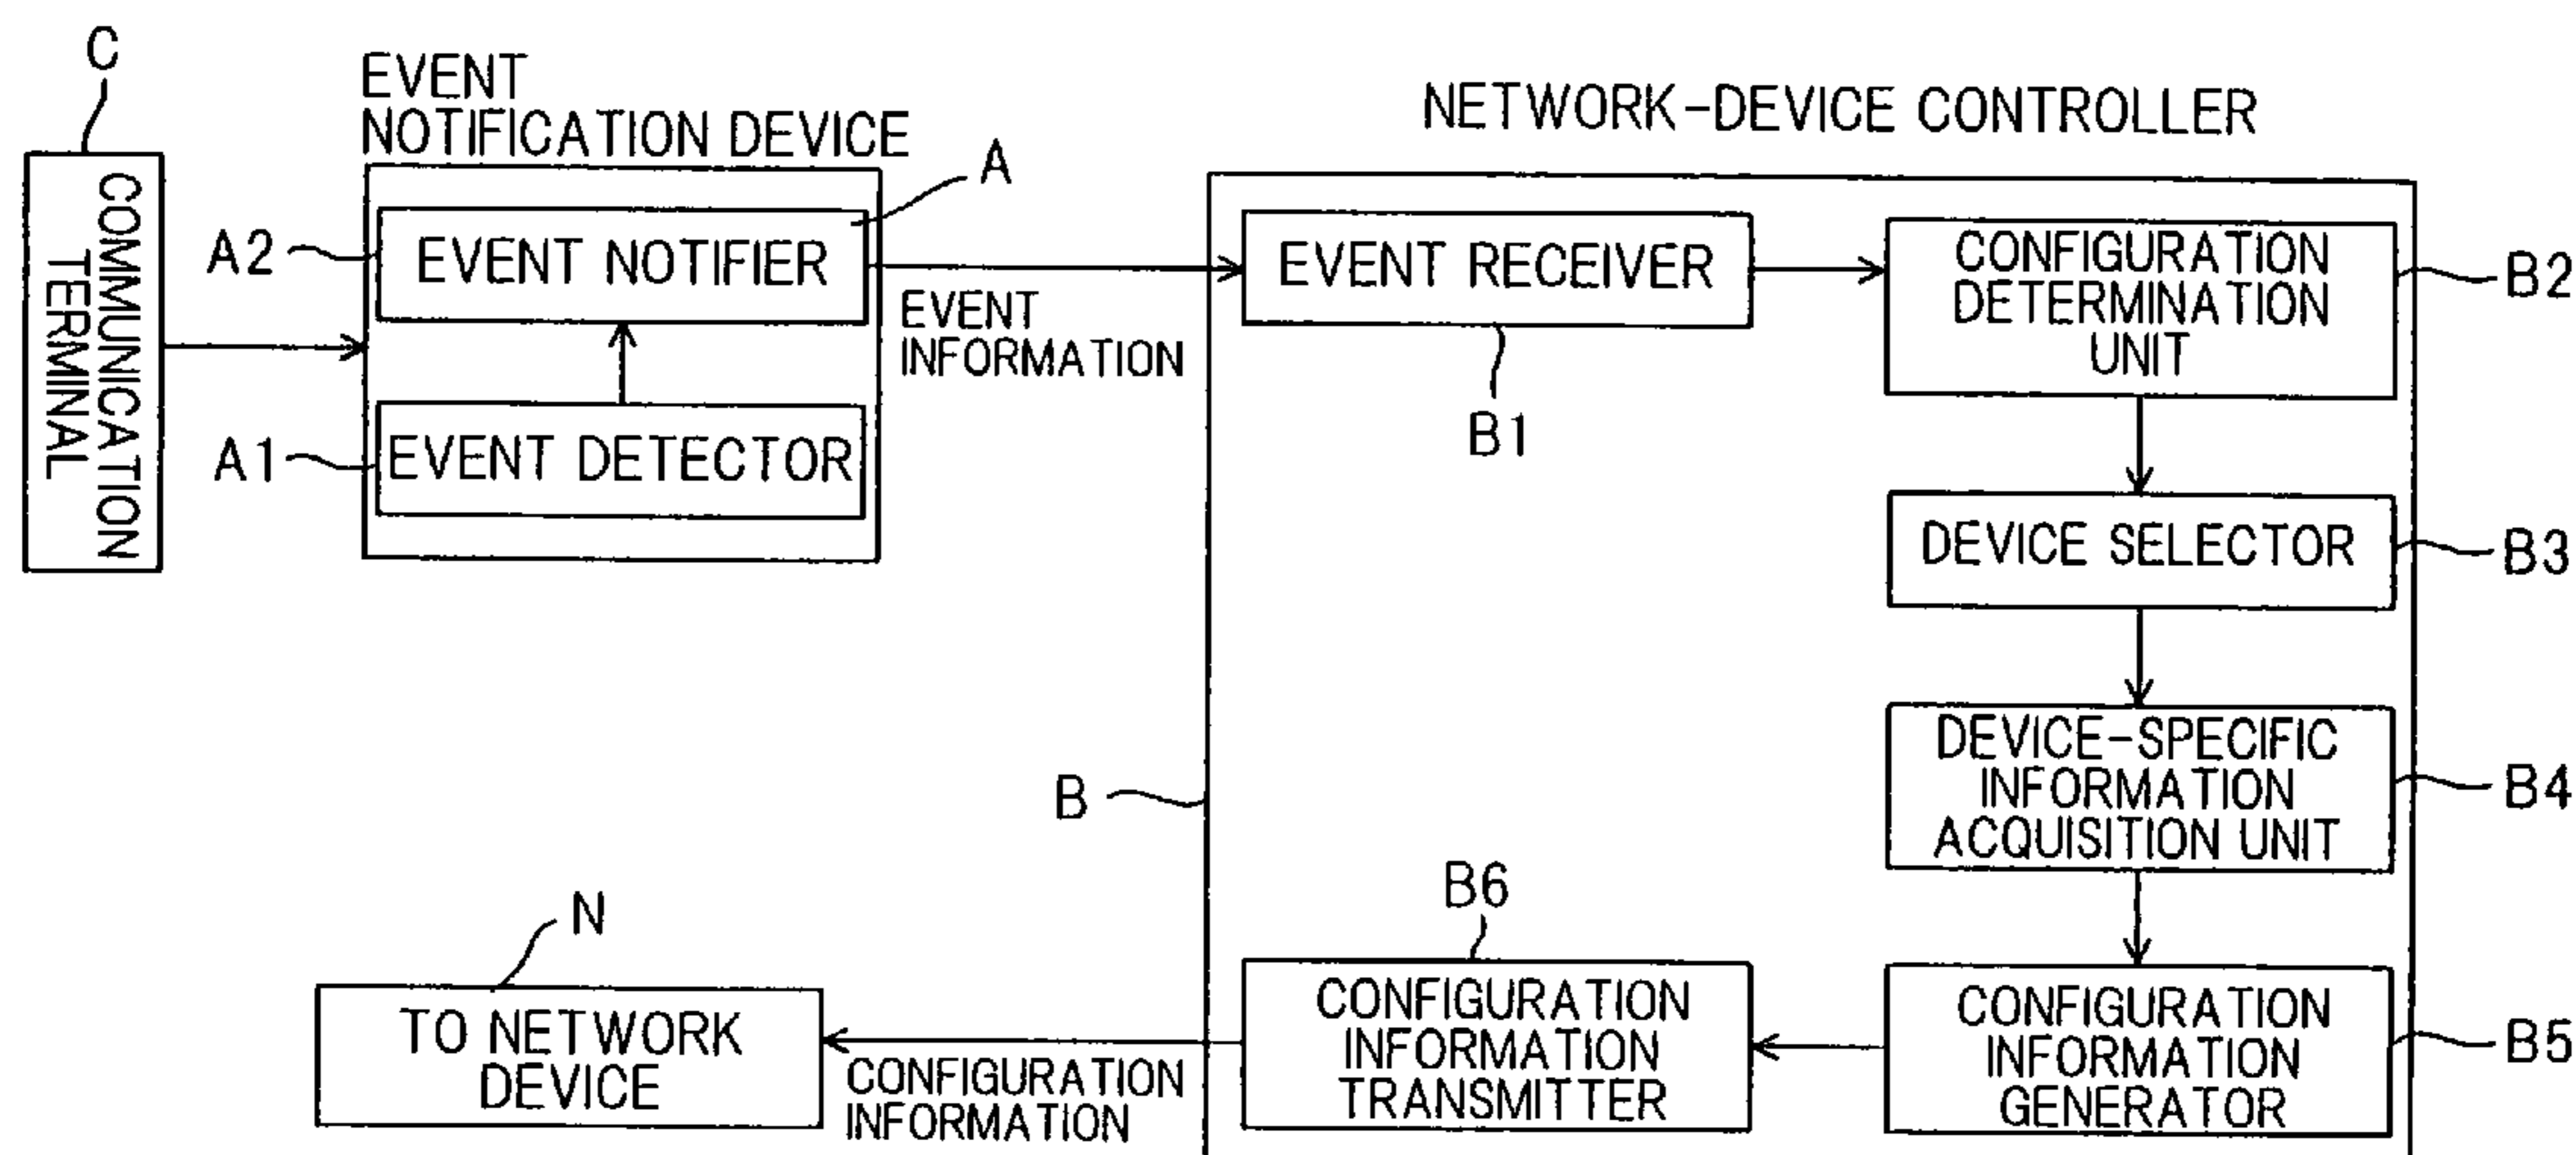 C
COMMUNICATION
TERMINAL
EVENT
NOTIFICATION DEVICE
A
A2
EVENT NOTIFIER
A1
EVENT DETECTOR
EVENT
INFORMATION
NETWORK-DEVICE CONTROLLER
EVENT RECEIVER
B1
CONFIGURATION
DETERMINATION
UNIT
B2
DEVICE SELECTOR
B3
DEVICE-SPECIFIC
INFORMATION
ACQUISITION UNIT
B4
B
CONFIGURATION
INFORMATION
GENERATOR
B5
B6
CONFIGURATION
INFORMATION
TRANSMITTER
CONFIGURATION
INFORMATION
N
TO NETWORK
DEVICE